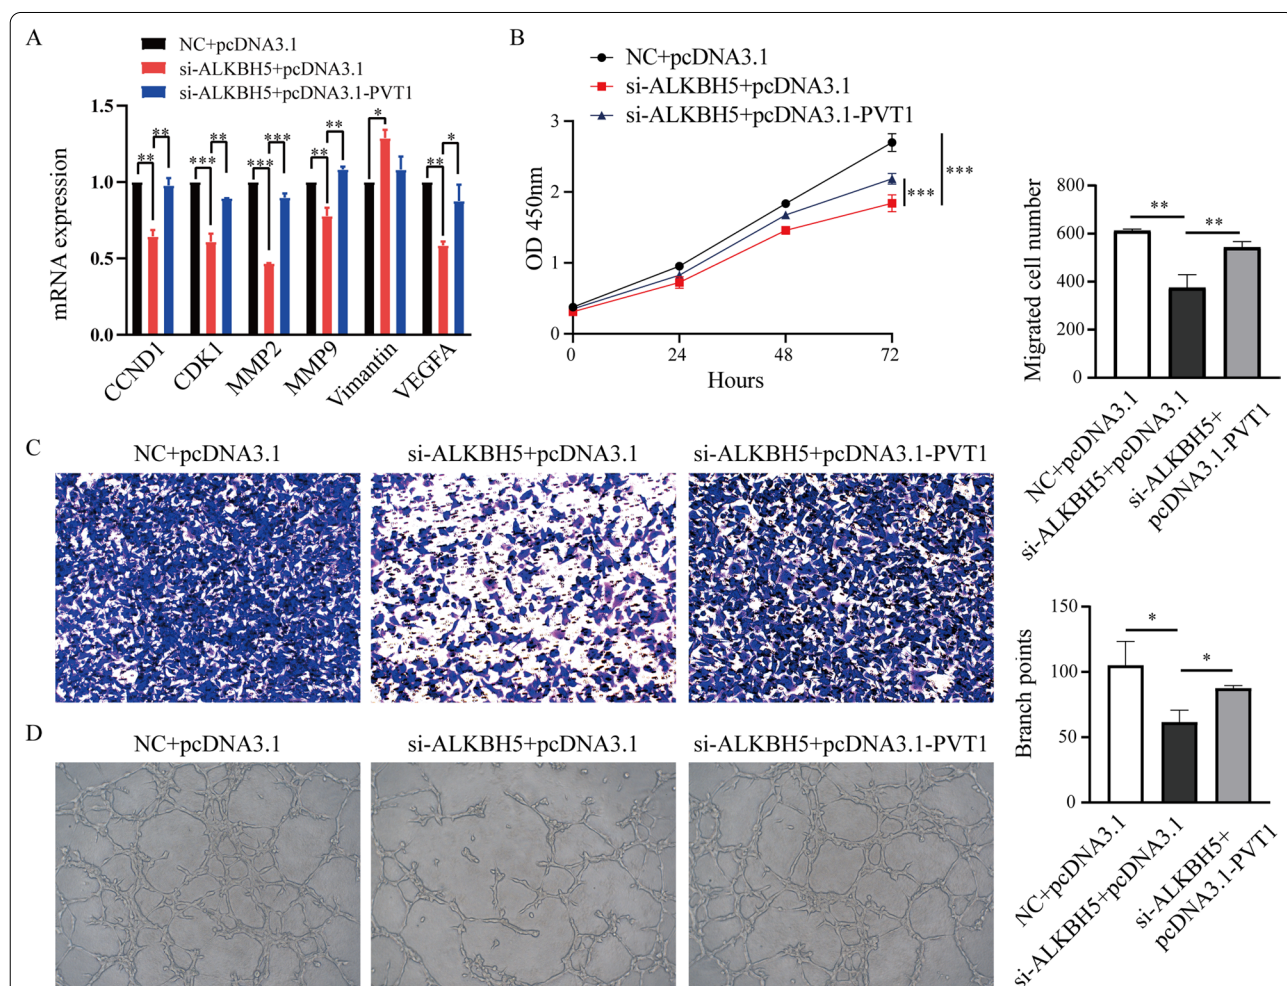 A
NC+pcDNA3.1
si-ALKBH5+pcDNA3.1
si-ALKBH5+pcDNA3.1-PVT1
mRNA expression
1.5
1.0
0.5
0.0
** ** *** ** *** *** ** ** * ** *
CCND1 CDK1 MMP2 MMP9 Vimantin VEGFA
B
NC+pcDNA3.1
si-ALKBH5+pcDNA3.1
si-ALKBH5+pcDNA3.1-PVT1
OD 450nm
3
2
1
0
0 24 48 72
Hours
***
***
Migrated cell number
800
600
400
200
0
** **
NC+pcDNA3.1
si-ALKBH5+pcDNA3.1
si-ALKBH5+
pcDNA3.1-PVT1
C
NC+pcDNA3.1 si-ALKBH5+pcDNA3.1 si-ALKBH5+pcDNA3.1-PVT1
Branch points
150
100
50
0
* *
NC+pcDNA3.1
si-ALKBH5+pcDNA3.1
si-ALKBH5+
pcDNA3.1-PVT1
D
NC+pcDNA3.1 si-ALKBH5+pcDNA3.1 si-ALKBH5+pcDNA3.1-PVT1